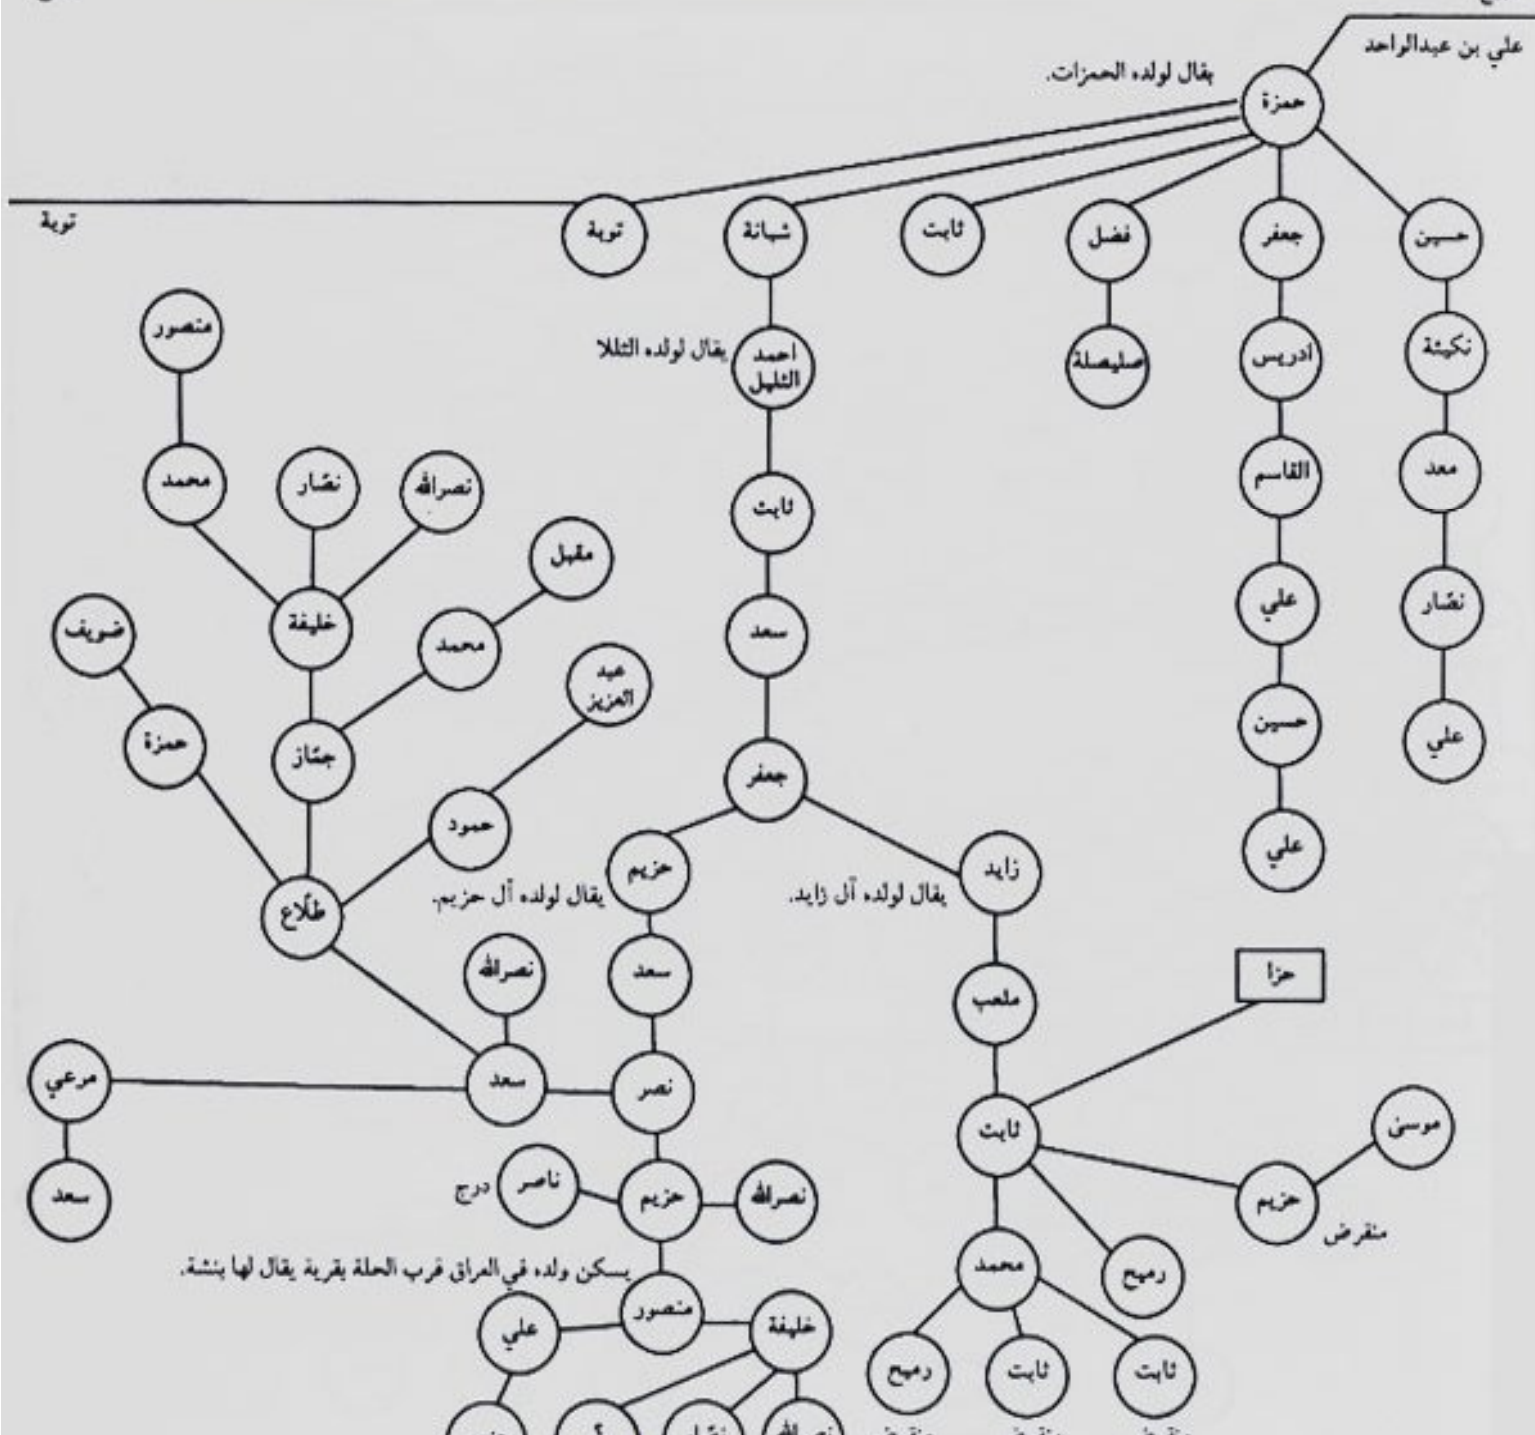 علي بن عبدالواحد
يقال لولده الحمزات.
حمزة
حسين
جعفر
فضل
ثابت
شبانة
توبة
توبة
نكيثة
أدريس
صليصلة
احمد
الثليل
يقال لولده الثللا
منصور
معد
القاسم
ثابت
نصرالله
نصّار
محمد
مقبل
نصّار
علي
سعد
محمد
خليفة
ضويف
عبد
العزيز
علي
حسين
جعفر
جمّاز
حمزة
حمود
علي
زايد
يقال لولده آل زايد.
حزيم
يقال لولده آل حزيم.
طلّاع
حزا
ملعب
سعد
نصرالله
موسى
ثابت
نصر
سعد
مرعي
حزيم
منقرض
نصرالله
حزيم
ناصر
درج
سعد
رميح
محمد
يسكن ولده في العراق قرب الحلة بقرية يقال لها بنشة.
منصور
خليفة
علي
ثابت
ثابت
رميح